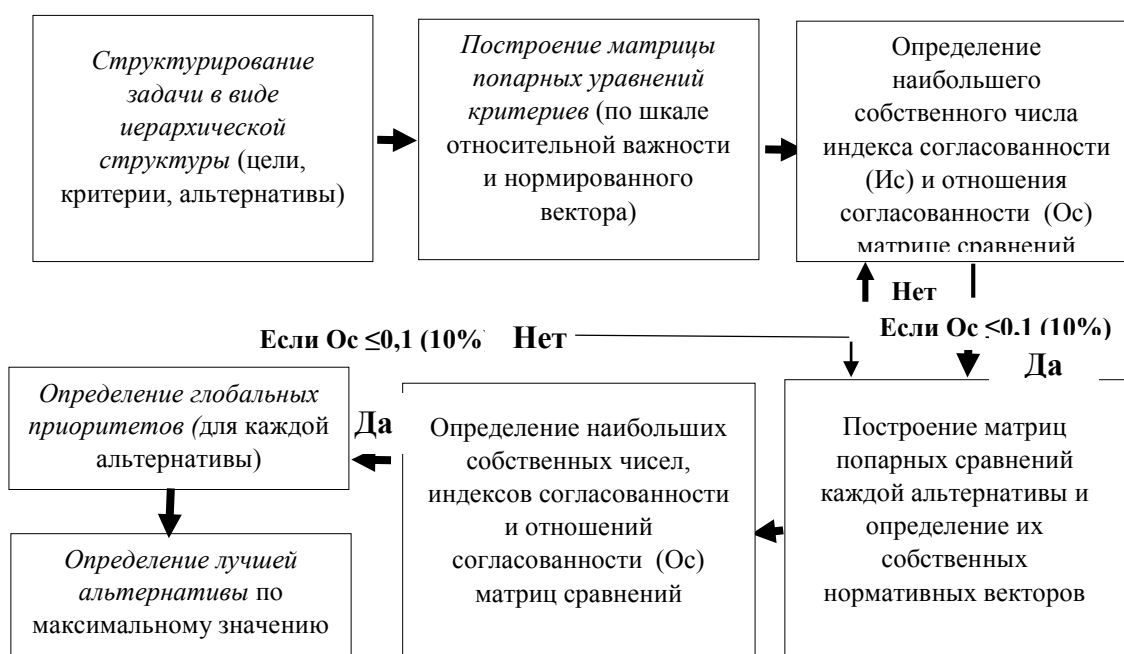 Структурирование
задачи в виде
иерархической
структуры (цели,
критерии, альтернативы)
Построение матрицы
попарных уравнений
критериев (по шкале
относительной важности
и нормированного
вектора)
Определение
наибольшего
собственного числа
индекса согласованности
(Ис) и отношения
согласованности (Ос)
матрице сравнений
Нет
Если Ос ≤0,1 (10%)
Да
Если Ос ≤0,1 (10%)
Нет
Построение матриц
попарных сравнений
каждой альтернативы и
определение их
собственных
нормативных векторов
Определение наибольших
собственных чисел,
индексов согласованности
и отношений
согласованности (Ос)
матриц сравнений
Да
Определение глобальных
приоритетов (для каждой
альтернативы)
Определение лучшей
альтернативы по
максимальному значению